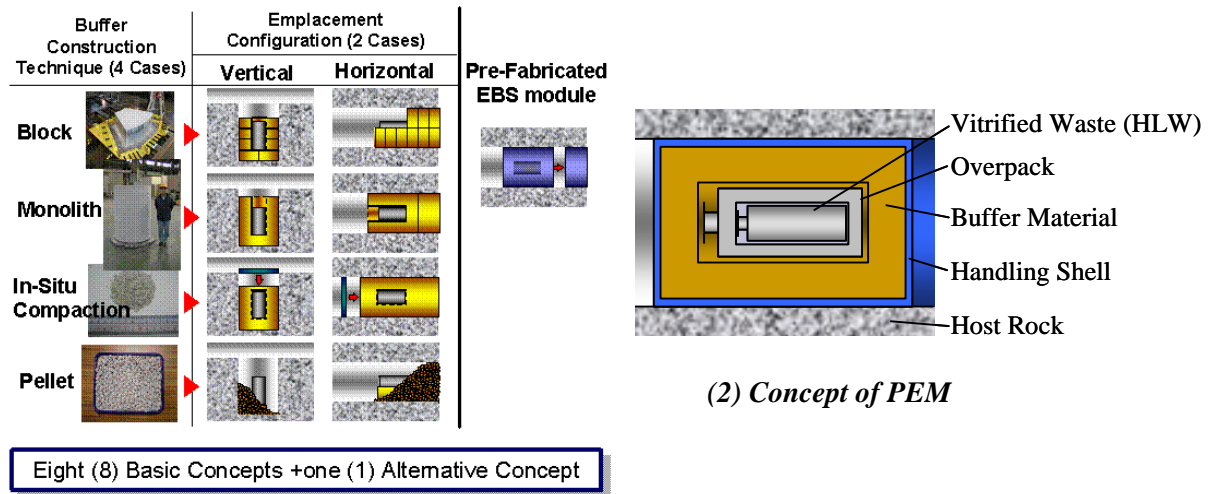 Buffer
Construction
Technique (4 Cases)
Emplacement
Configuration (2 Cases)
Vertical
Horizontal
Pre-Fabricated
EBS module
Block
Monolith
In-Situ
Compaction
Pellet
Eight (8) Basic Concepts +one (1) Alternative Concept
Vitrified Waste (HLW)
Overpack
Buffer Material
Handling Shell
Host Rock
(2) Concept of PEM